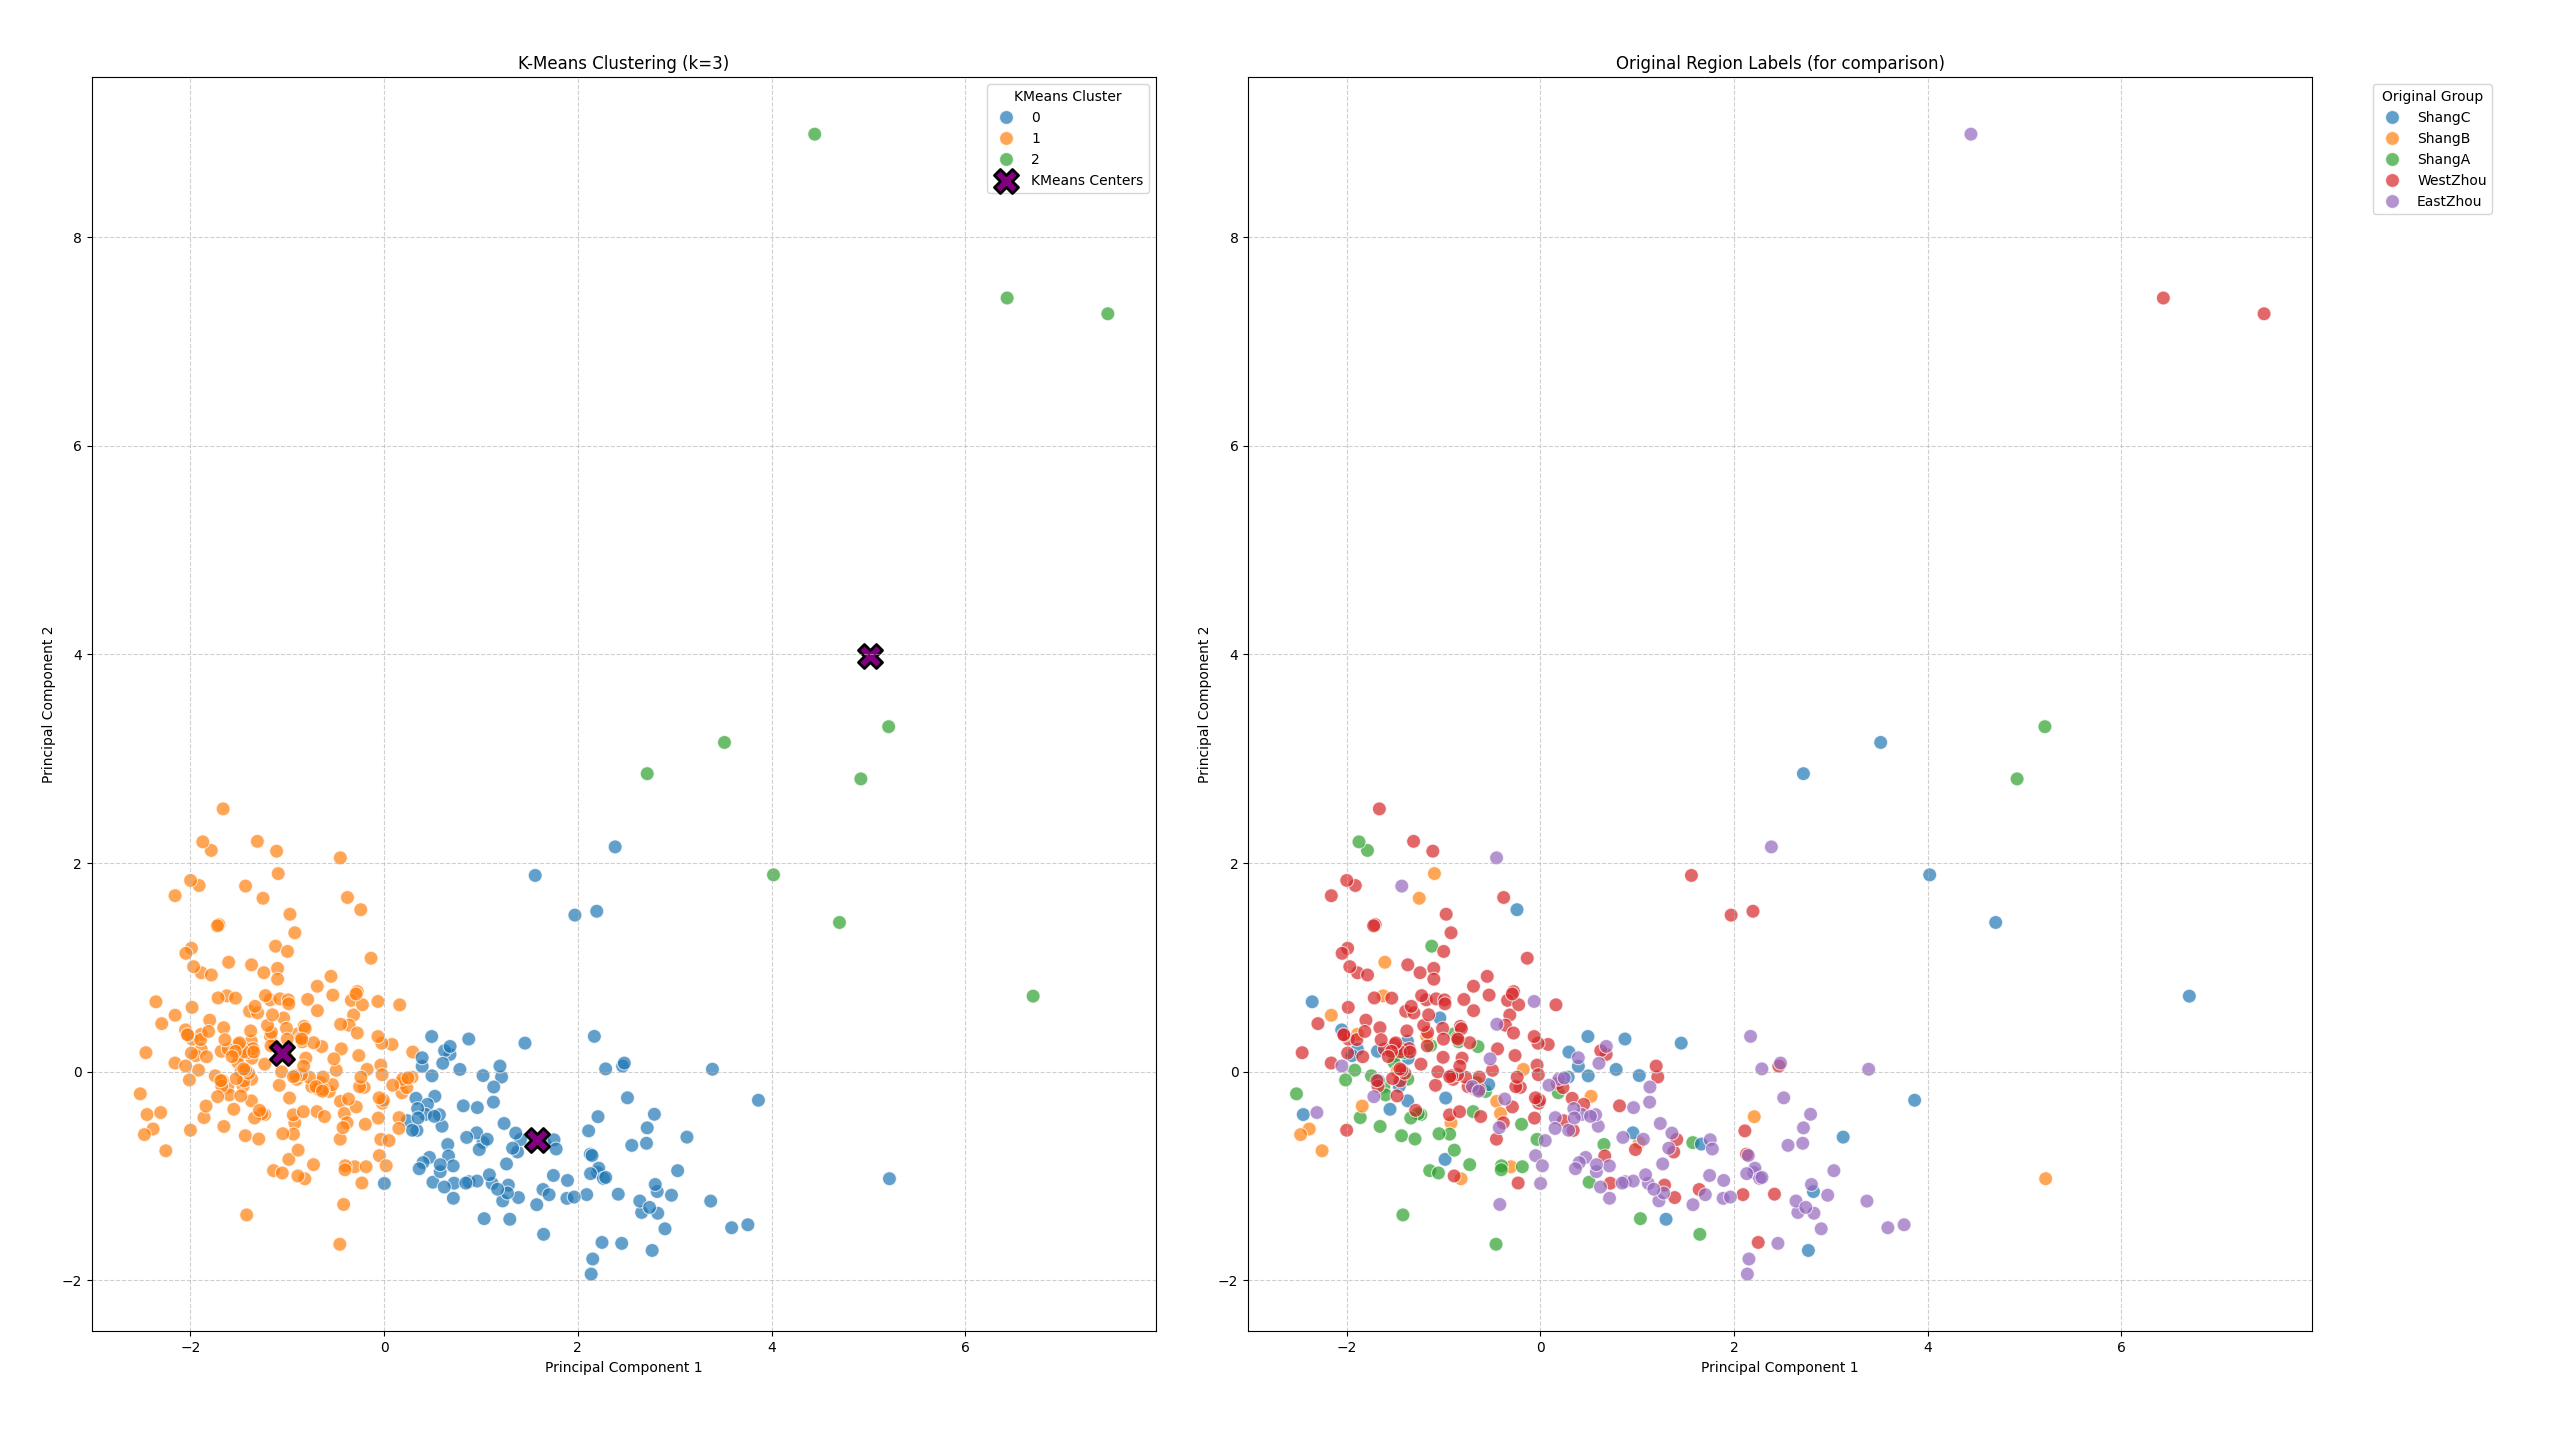 K-Means Clustering (k=3)
KMeans Cluster
0
1
2
KMeans Centers
8
6
4
2
0
−2
Principal Component 2
−2
0
2
4
6
Principal Component 1
Original Region Labels (for comparison)
8
6
4
2
0
−2
Principal Component 2
−2
0
2
4
6
Principal Component 1
Original Group
ShangC
ShangB
ShangA
WestZhou
EastZhou